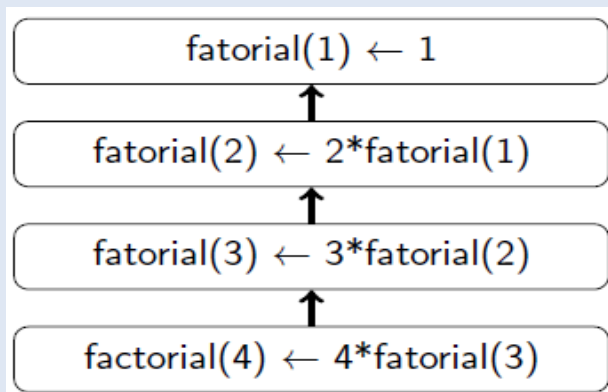 fatorial(1) ← 1
fatorial(2) ← 2*fatorial(1)
fatorial(3) ← 3*fatorial(2)
factorial(4) ← 4*fatorial(3)